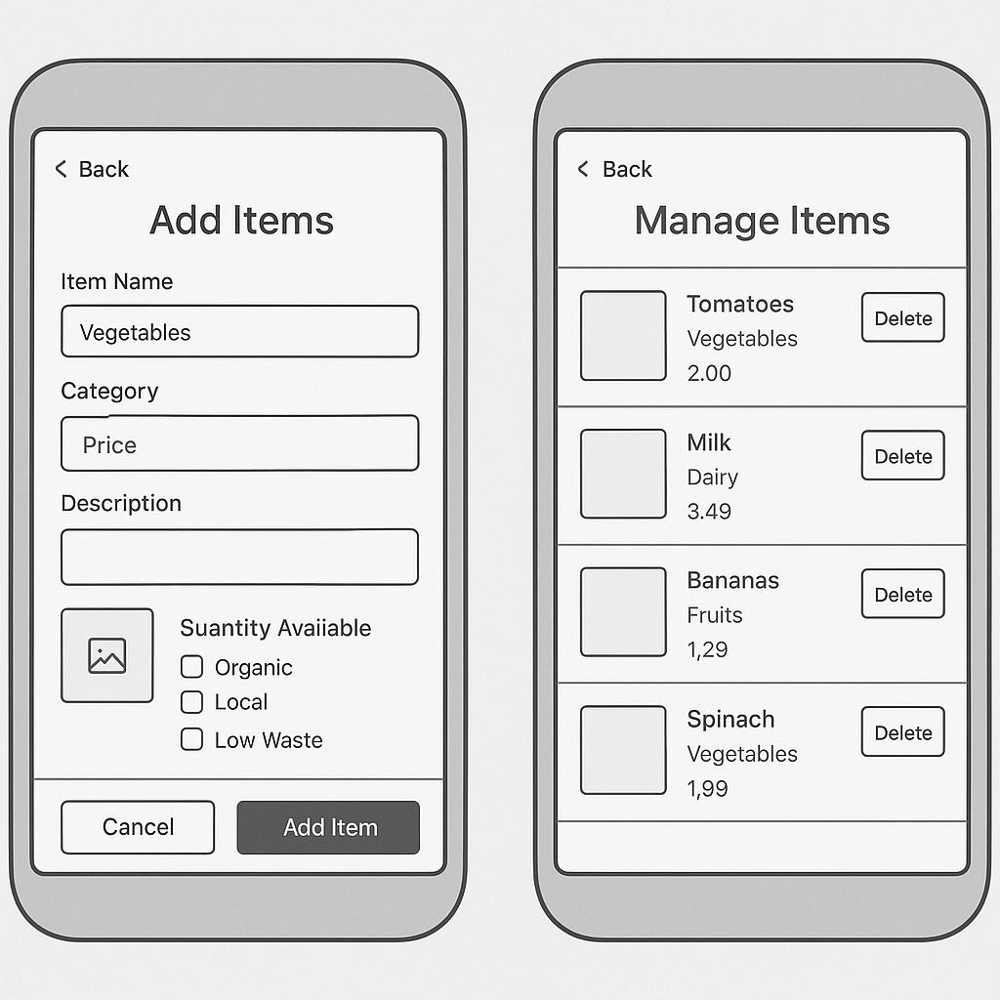 Back
Add Items
Item Name
Vegetables
Category
Price
Description
Suantity Avaiiable
Organic
Local
Low Waste
Cancel
Add Item
Back
Manage Items
Tomatoes
Vegetables
2.00
Delete
Milk
Dairy
3.49
Delete
Bananas
Fruits
1,29
Delete
Spinach
Vegetables
1,99
Delete